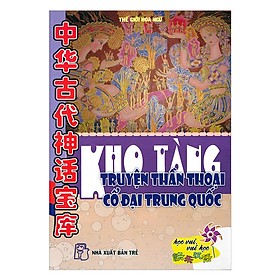 THẾ GIỚI HOA NGỮ
中华古代神话宝库
KHO TÀNG
TRUYỆN THẦN THOẠI
CỔ ĐẠI TRUNG QUỐC
học vui, vui học
NHÀ XUẤT BẢN TRẺ